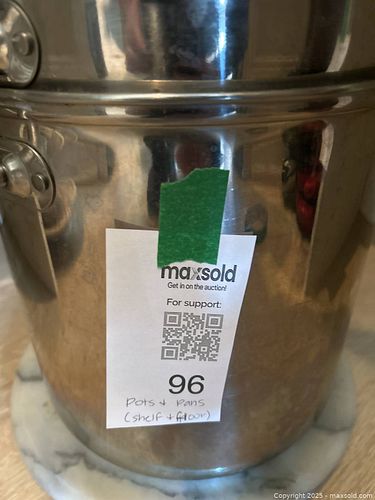 maxsold
Get in on the auction!
For support:
96
Pots + Pans
(shelf + floor)
Copyright 2025 - maxsold.com